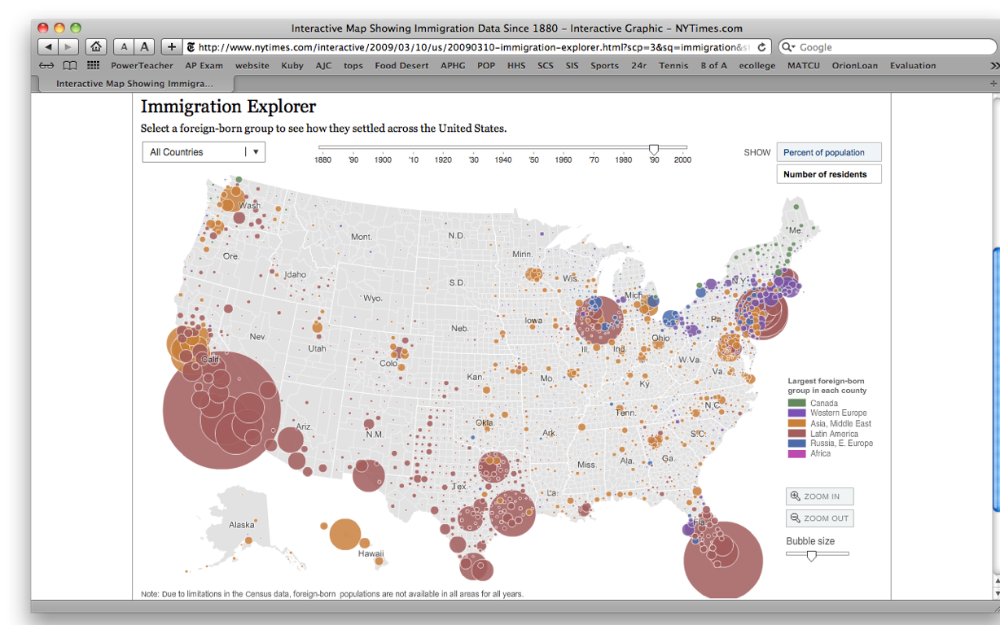 Interactive Map Showing Immigration Data Since 1880 – Interactive Graphic – NYTimes.com
A A + http://www.nytimes.com/interactive/2009/03/10/us/20090310-immigration-explorer.html?scp=3&sq=immigration&s Google
PowerTeacher AP Exam website Kuby AJC tops Food Desert APHG POP HHS SCS SIS Sports 24r Tennis B of A ecollege MATCU OrionLoan Evaluation
Interactive Map Showing Immigra...
Immigration Explorer
Select a foreign-born group to see how they settled across the United States.
All Countries
1880 '90 1900 '10 1920 '30 1940 '50 1960 '70 1980 '90 2000
SHOW
Percent of population
Number of residents
Wash.
Mont.
N.D.
Minn.
Me.
Ore.
Idaho
S.D.
Wis.
Mich.
N.Y.
Wyo.
Iowa
Pa.
Neb.
Nev.
Utah
Ill.
Ind.
Ohio
Calif.
Colo.
W.Va.
Va.
Kan.
Mo.
Ky.
N.C.
Ariz.
N.M.
Okla.
Ark.
Tenn.
S.C.
Miss.
Ala.
Ga.
Tex.
La.
Fla.
Alaska
Hawaii
Largest foreign-born
group in each county
Canada
Western Europe
Asia, Middle East
Latin America
Russia, E. Europe
Africa
ZOOM IN
ZOOM OUT
Bubble size
Note: Due to limitations in the Census data, foreign-born populations are not available in all areas for all years.